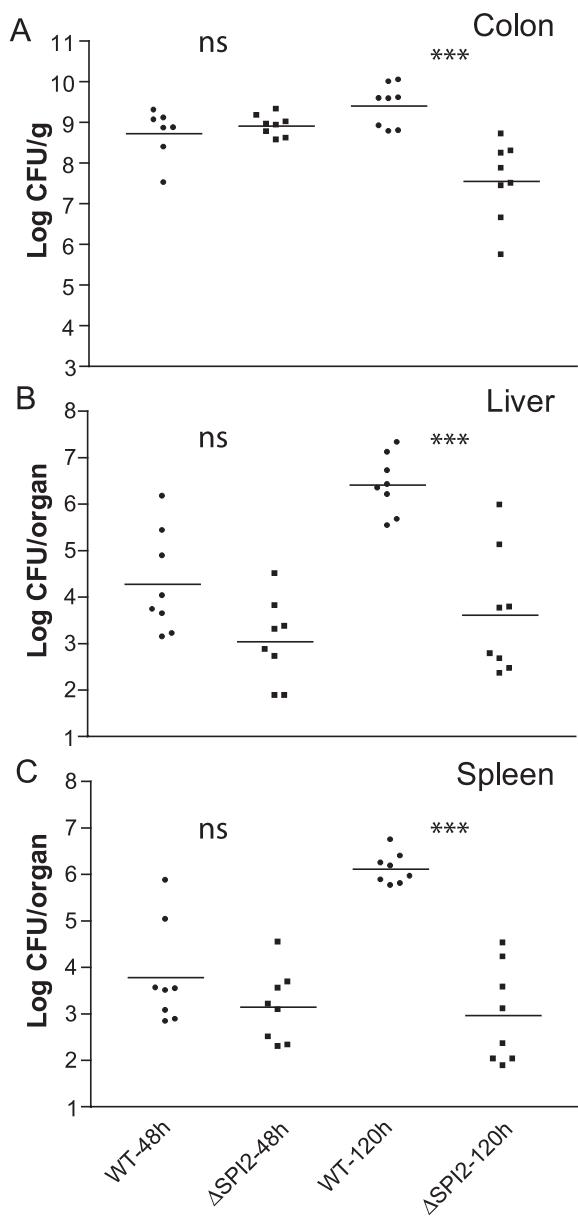 A
Colon
ns
***
Log CFU/g
11
10
9
8
7
6
5
4
3
B
Liver
ns
***
Log CFU/organ
8
7
6
5
4
3
2
1
C
Spleen
ns
***
Log CFU/organ
8
7
6
5
4
3
2
1
WT-48h
ΔSPI2-48h
WT-120h
ΔSPI2-120h